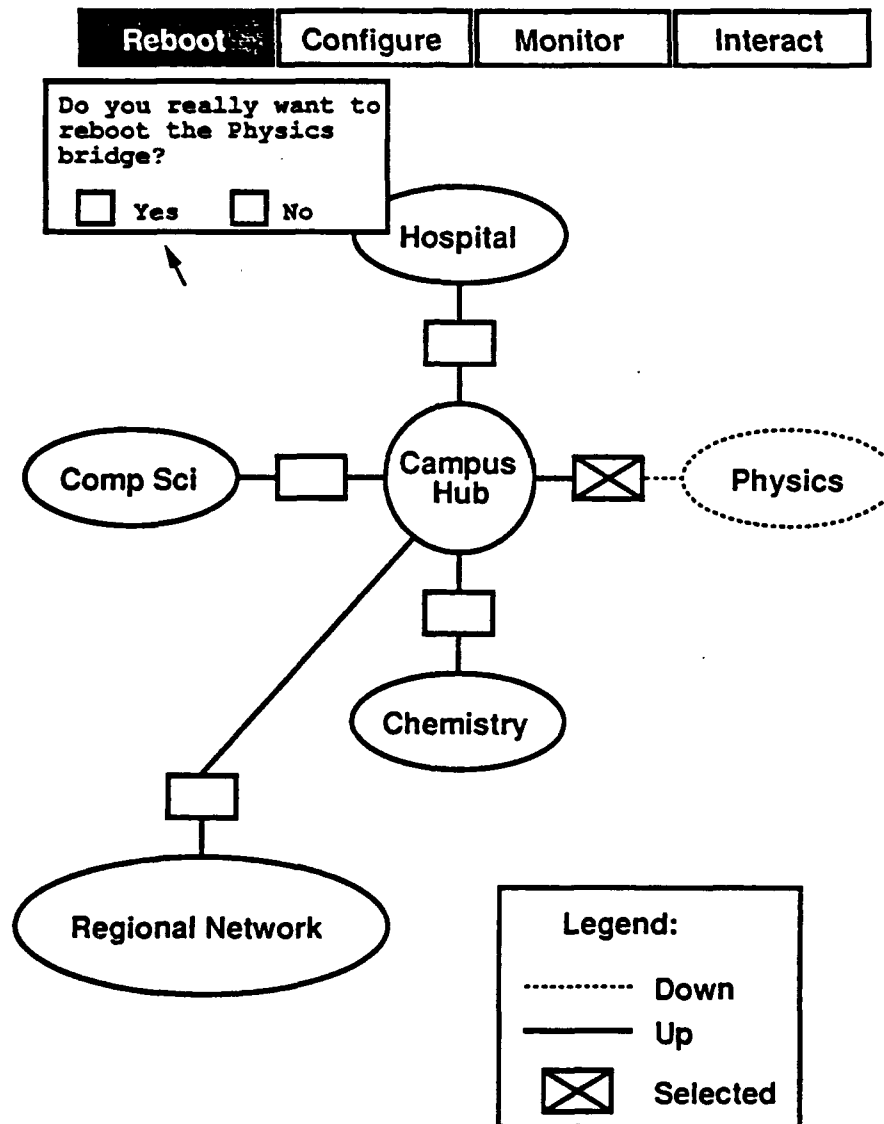 Reboot Configure Monitor Interact
Do you really want to
reboot the Physics
bridge?
Yes No
Hospital
Comp Sci
Campus
Hub
Physics
Chemistry
Regional Network
Legend:
Down
Up
Selected